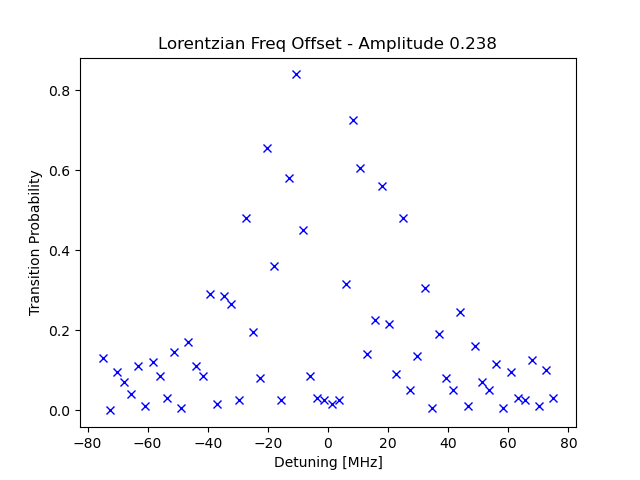 Lorentzian Freq Offset - Amplitude 0.238
Transition Probability
0.8
0.6
0.4
0.2
0.0
−80 −60 −40 −20 0 20 40 60 80
Detuning [MHz]